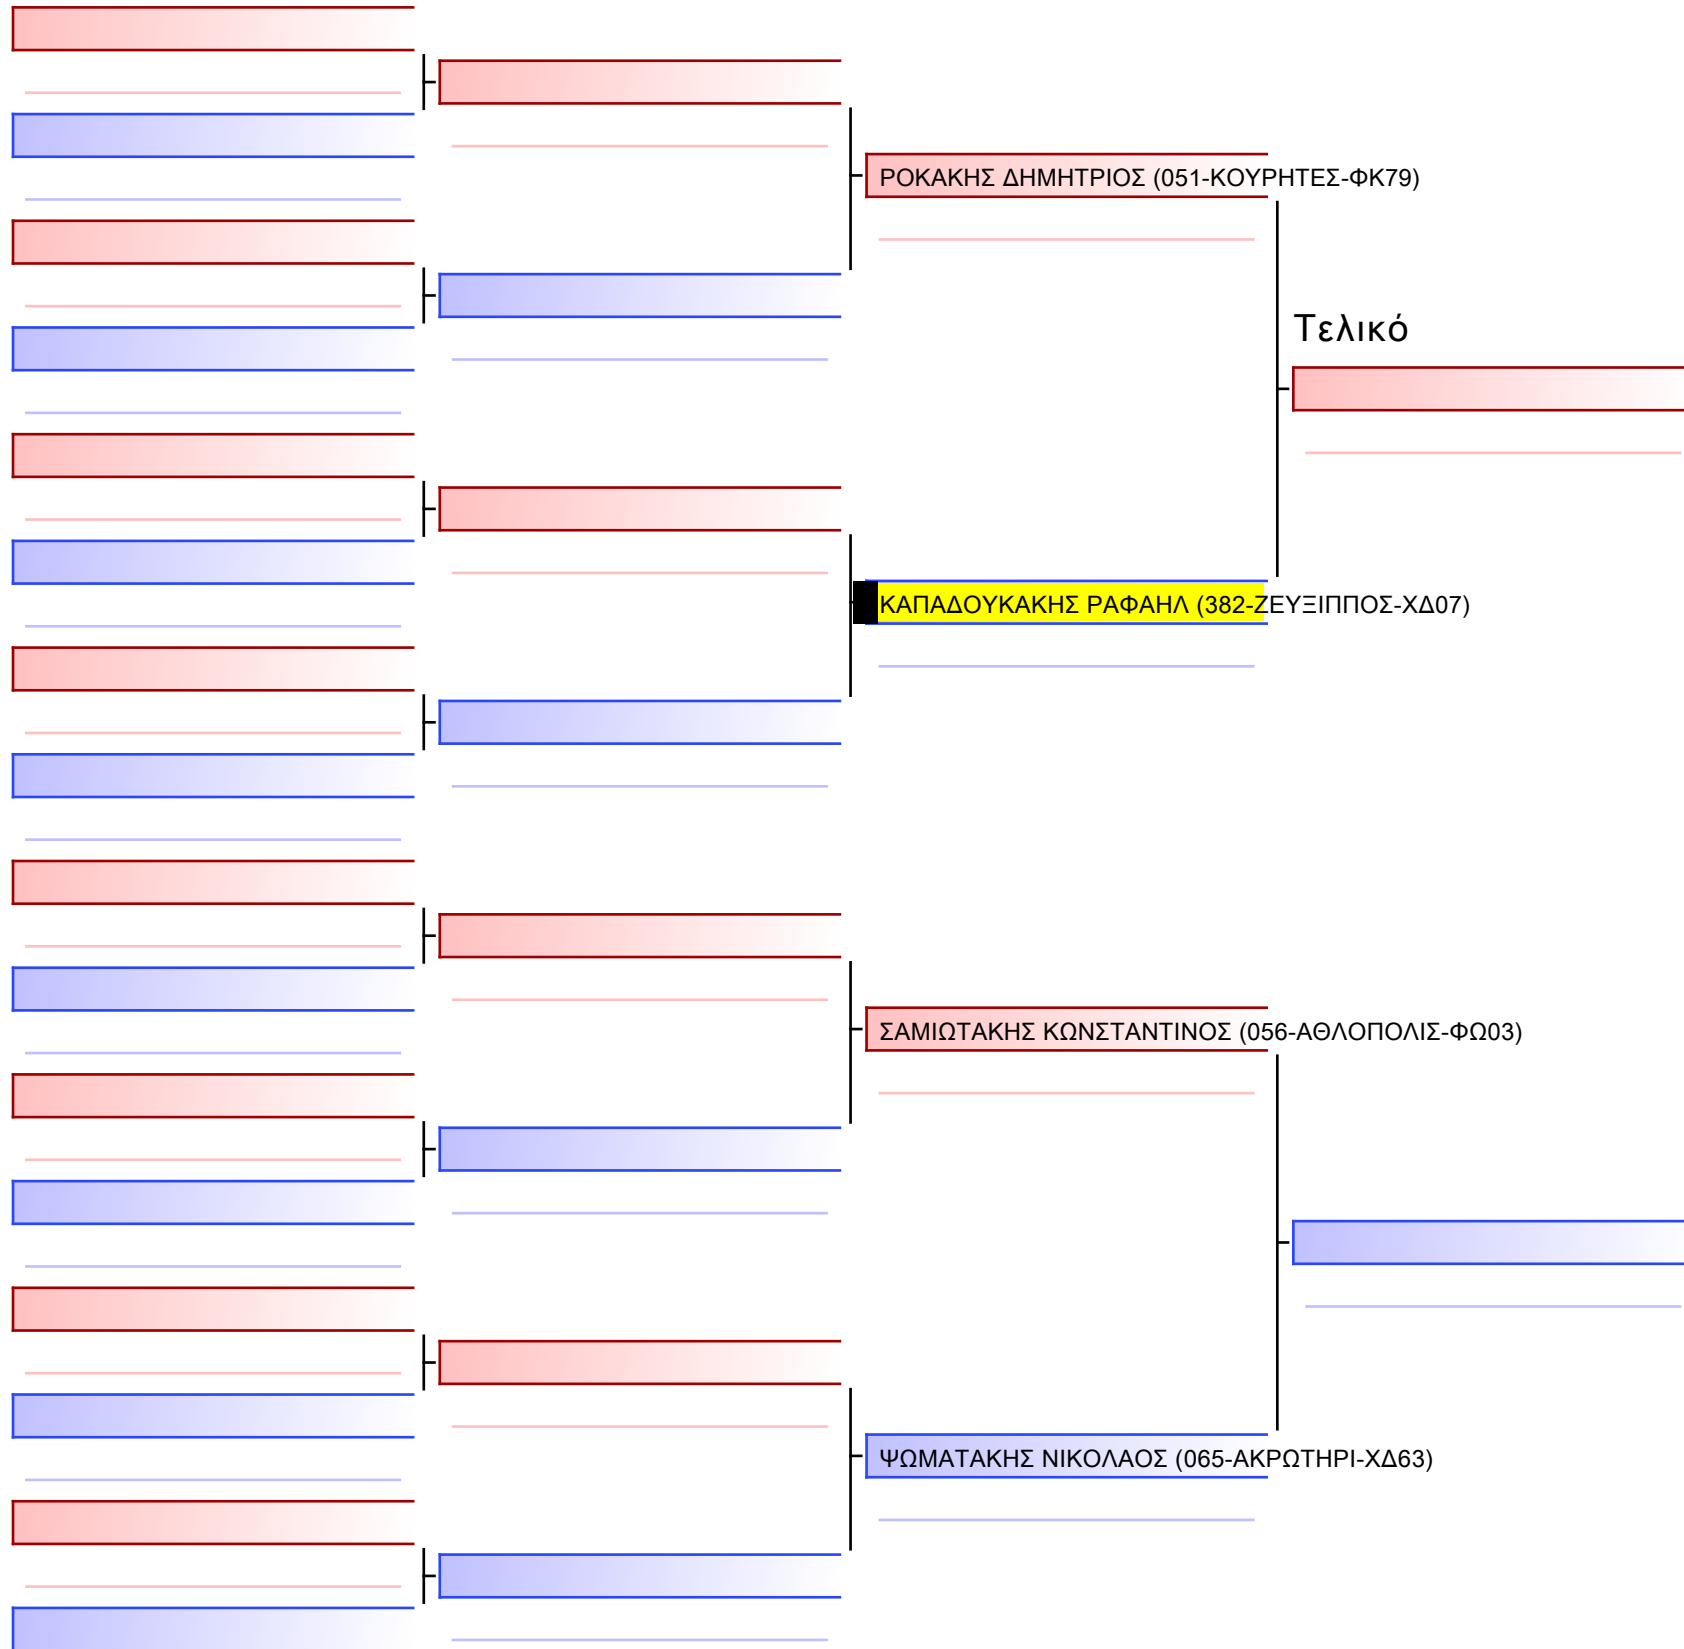 ΡΟΚΑΚΗΣ ΔΗΜΗΤΡΙΟΣ (051-ΚΟΥΡΗΤΕΣ-ΦΚ79)
Τελικό
ΚΑΠΑΔΟΥΚΑΚΗΣ ΡΑΦΑΗΛ (382-ΖΕΥΞΙΠΠΟΣ-ΧΔ07)
ΣΑΜΙΩΤΑΚΗΣ ΚΩΝΣΤΑΝΤΙΝΟΣ (056-ΑΘΛΟΠΟΛΙΣ-ΦΩ03)
ΨΩΜΑΤΑΚΗΣ ΝΙΚΟΛΑΟΣ (065-ΑΚΡΩΤΗΡΙ-ΧΔ63)